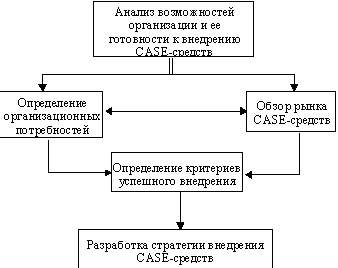 Анализ возможностей
организации и ее
готовности к внедрению
CASE-средств
Определение
организационных
потребностей
Обзор рынка
CASE-средств
Определение критериев
успешного внедрения
Разработка стратегии внедрения
CASE-средств